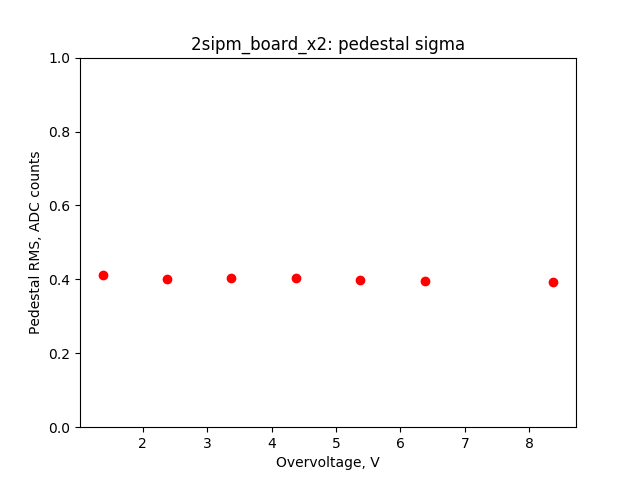 2sipm_board_x2: pedestal sigma
1.0
0.8
0.6
0.4
0.2
0.0
Pedestal RMS, ADC counts
2 3 4 5 6 7 8
Overvoltage, V